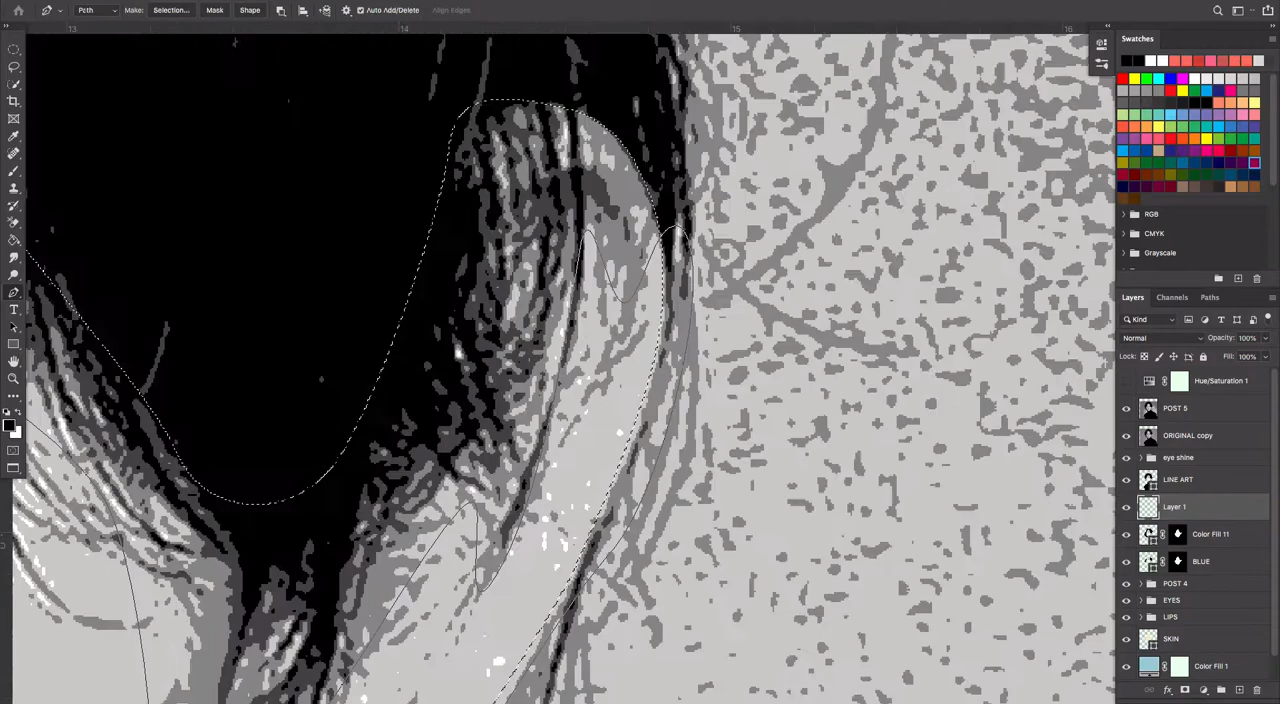 Path
Make:
Selection...
Mask
Shape
Auto Add/Delete
Align Edges
13
14
15
16
Swatches
RGB
CMYK
Grayscale
Layers
Channels
Paths
Kind
Normal
Opacity:
100%
Lock:
Fill:
100%
Hue/Saturation 1
POST 5
ORIGINAL copy
eye shine
LINE ART
Layer 1
Color Fill 11
BLUE
POST 4
EYES
LIPS
SKIN
Color Fill 1
fx